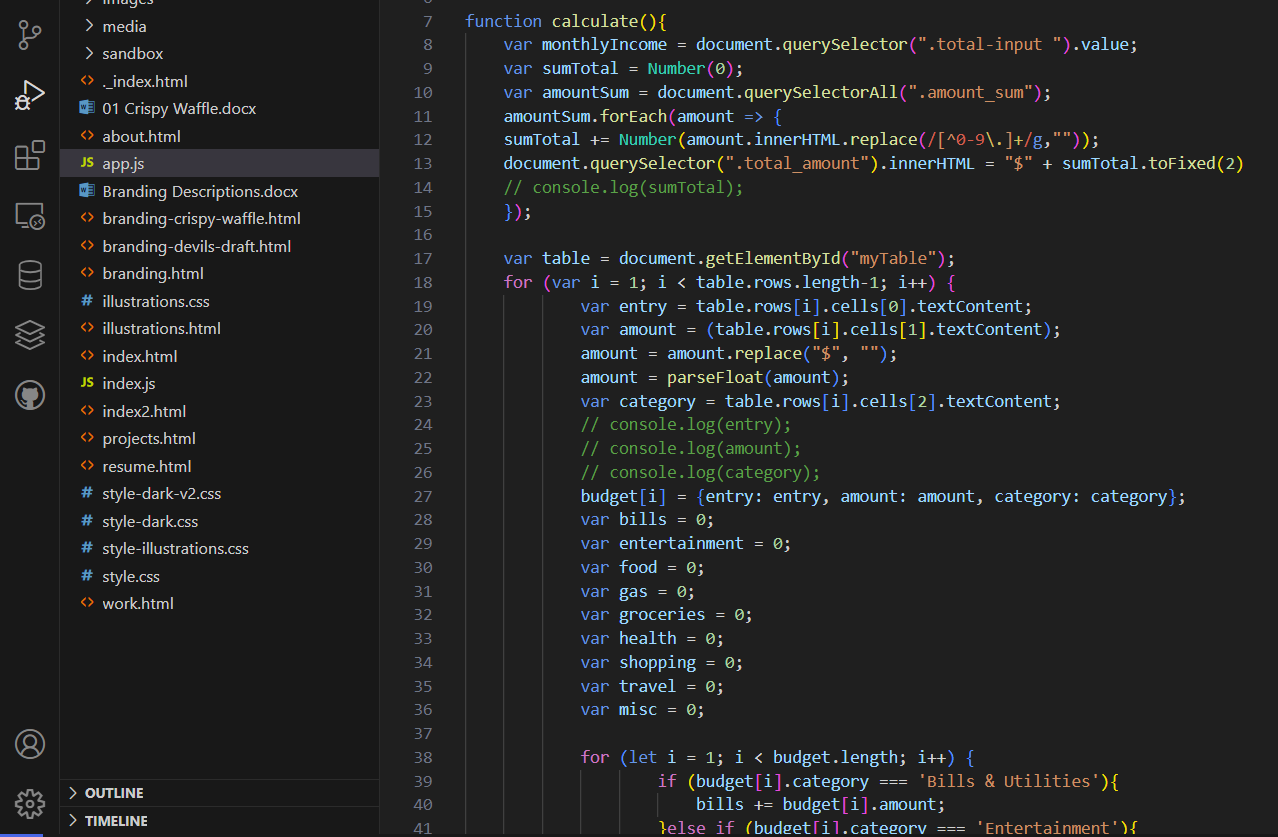 images
media
sandbox
._index.html
01 Crispy Waffle.docx
about.html
JS app.js
Branding Descriptions.docx
branding-crispy-waffle.html
branding-devils-draft.html
branding.html
# illustrations.css
illustrations.html
index.html
JS index.js
index2.html
projects.html
resume.html
# style-dark-v2.css
# style-dark.css
# style-illustrations.css
# style.css
work.html
OUTLINE
TIMELINE
6
7 function calculate(){
8 var monthlyIncome = document.querySelector(".total-input ").value;
9 var sumTotal = Number(0);
10 var amountSum = document.querySelectorAll(".amount_sum");
11 amountSum.forEach(amount => {
12 sumTotal += Number(amount.innerHTML.replace(/[^0-9\.]+/g,""));
13 document.querySelector(".total_amount").innerHTML = "$" + sumTotal.toFixed(2)
14 // console.log(sumTotal);
15 });
16
17 var table = document.getElementById("myTable");
18 for (var i = 1; i < table.rows.length-1; i++) {
19 var entry = table.rows[i].cells[0].textContent;
20 var amount = (table.rows[i].cells[1].textContent);
21 amount = amount.replace("$", "");
22 amount = parseFloat(amount);
23 var category = table.rows[i].cells[2].textContent;
24 // console.log(entry);
25 // console.log(amount);
26 // console.log(category);
27 budget[i] = {entry: entry, amount: amount, category: category};
28 var bills = 0;
29 var entertainment = 0;
30 var food = 0;
31 var gas = 0;
32 var groceries = 0;
33 var health = 0;
34 var shopping = 0;
35 var travel = 0;
36 var misc = 0;
37
38 for (let i = 1; i < budget.length; i++) {
39 if (budget[i].category === 'Bills & Utilities'){
40 bills += budget[i].amount;
41 }else if (budget[i].category === 'Entertainment'){